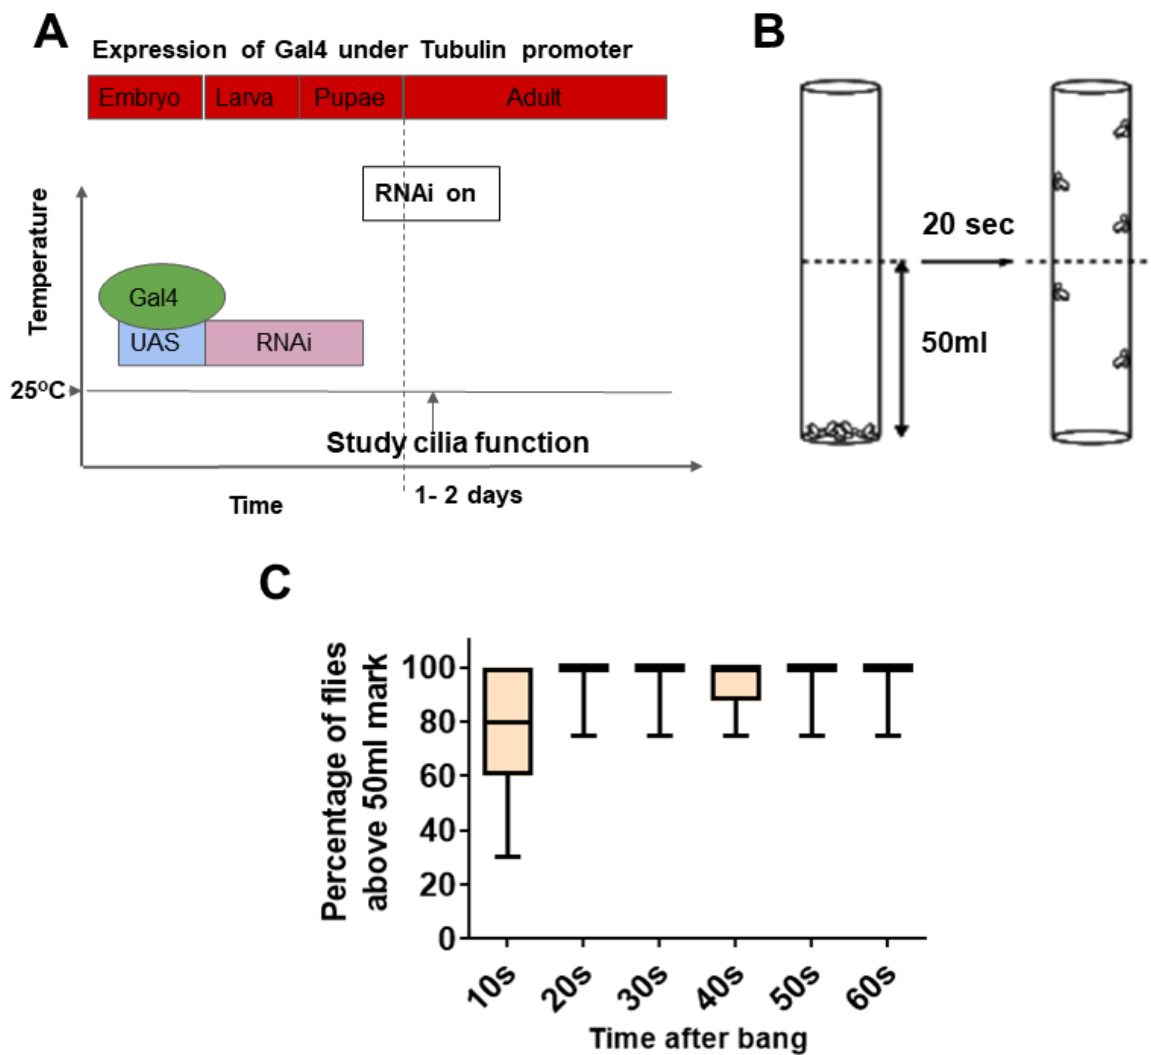 A
Expression of Gal4 under Tubulin promoter
Embryo Larva Pupae Adult
RNAi on
Temperature
Gal4
UAS RNAi
25ºC
Study cilia function
1- 2 days
Time
B
20 sec
50ml
C
Percentage of flies
above 50ml mark
100
80
60
40
20
0
10s 20s 30s 40s 50s 60s
Time after bang